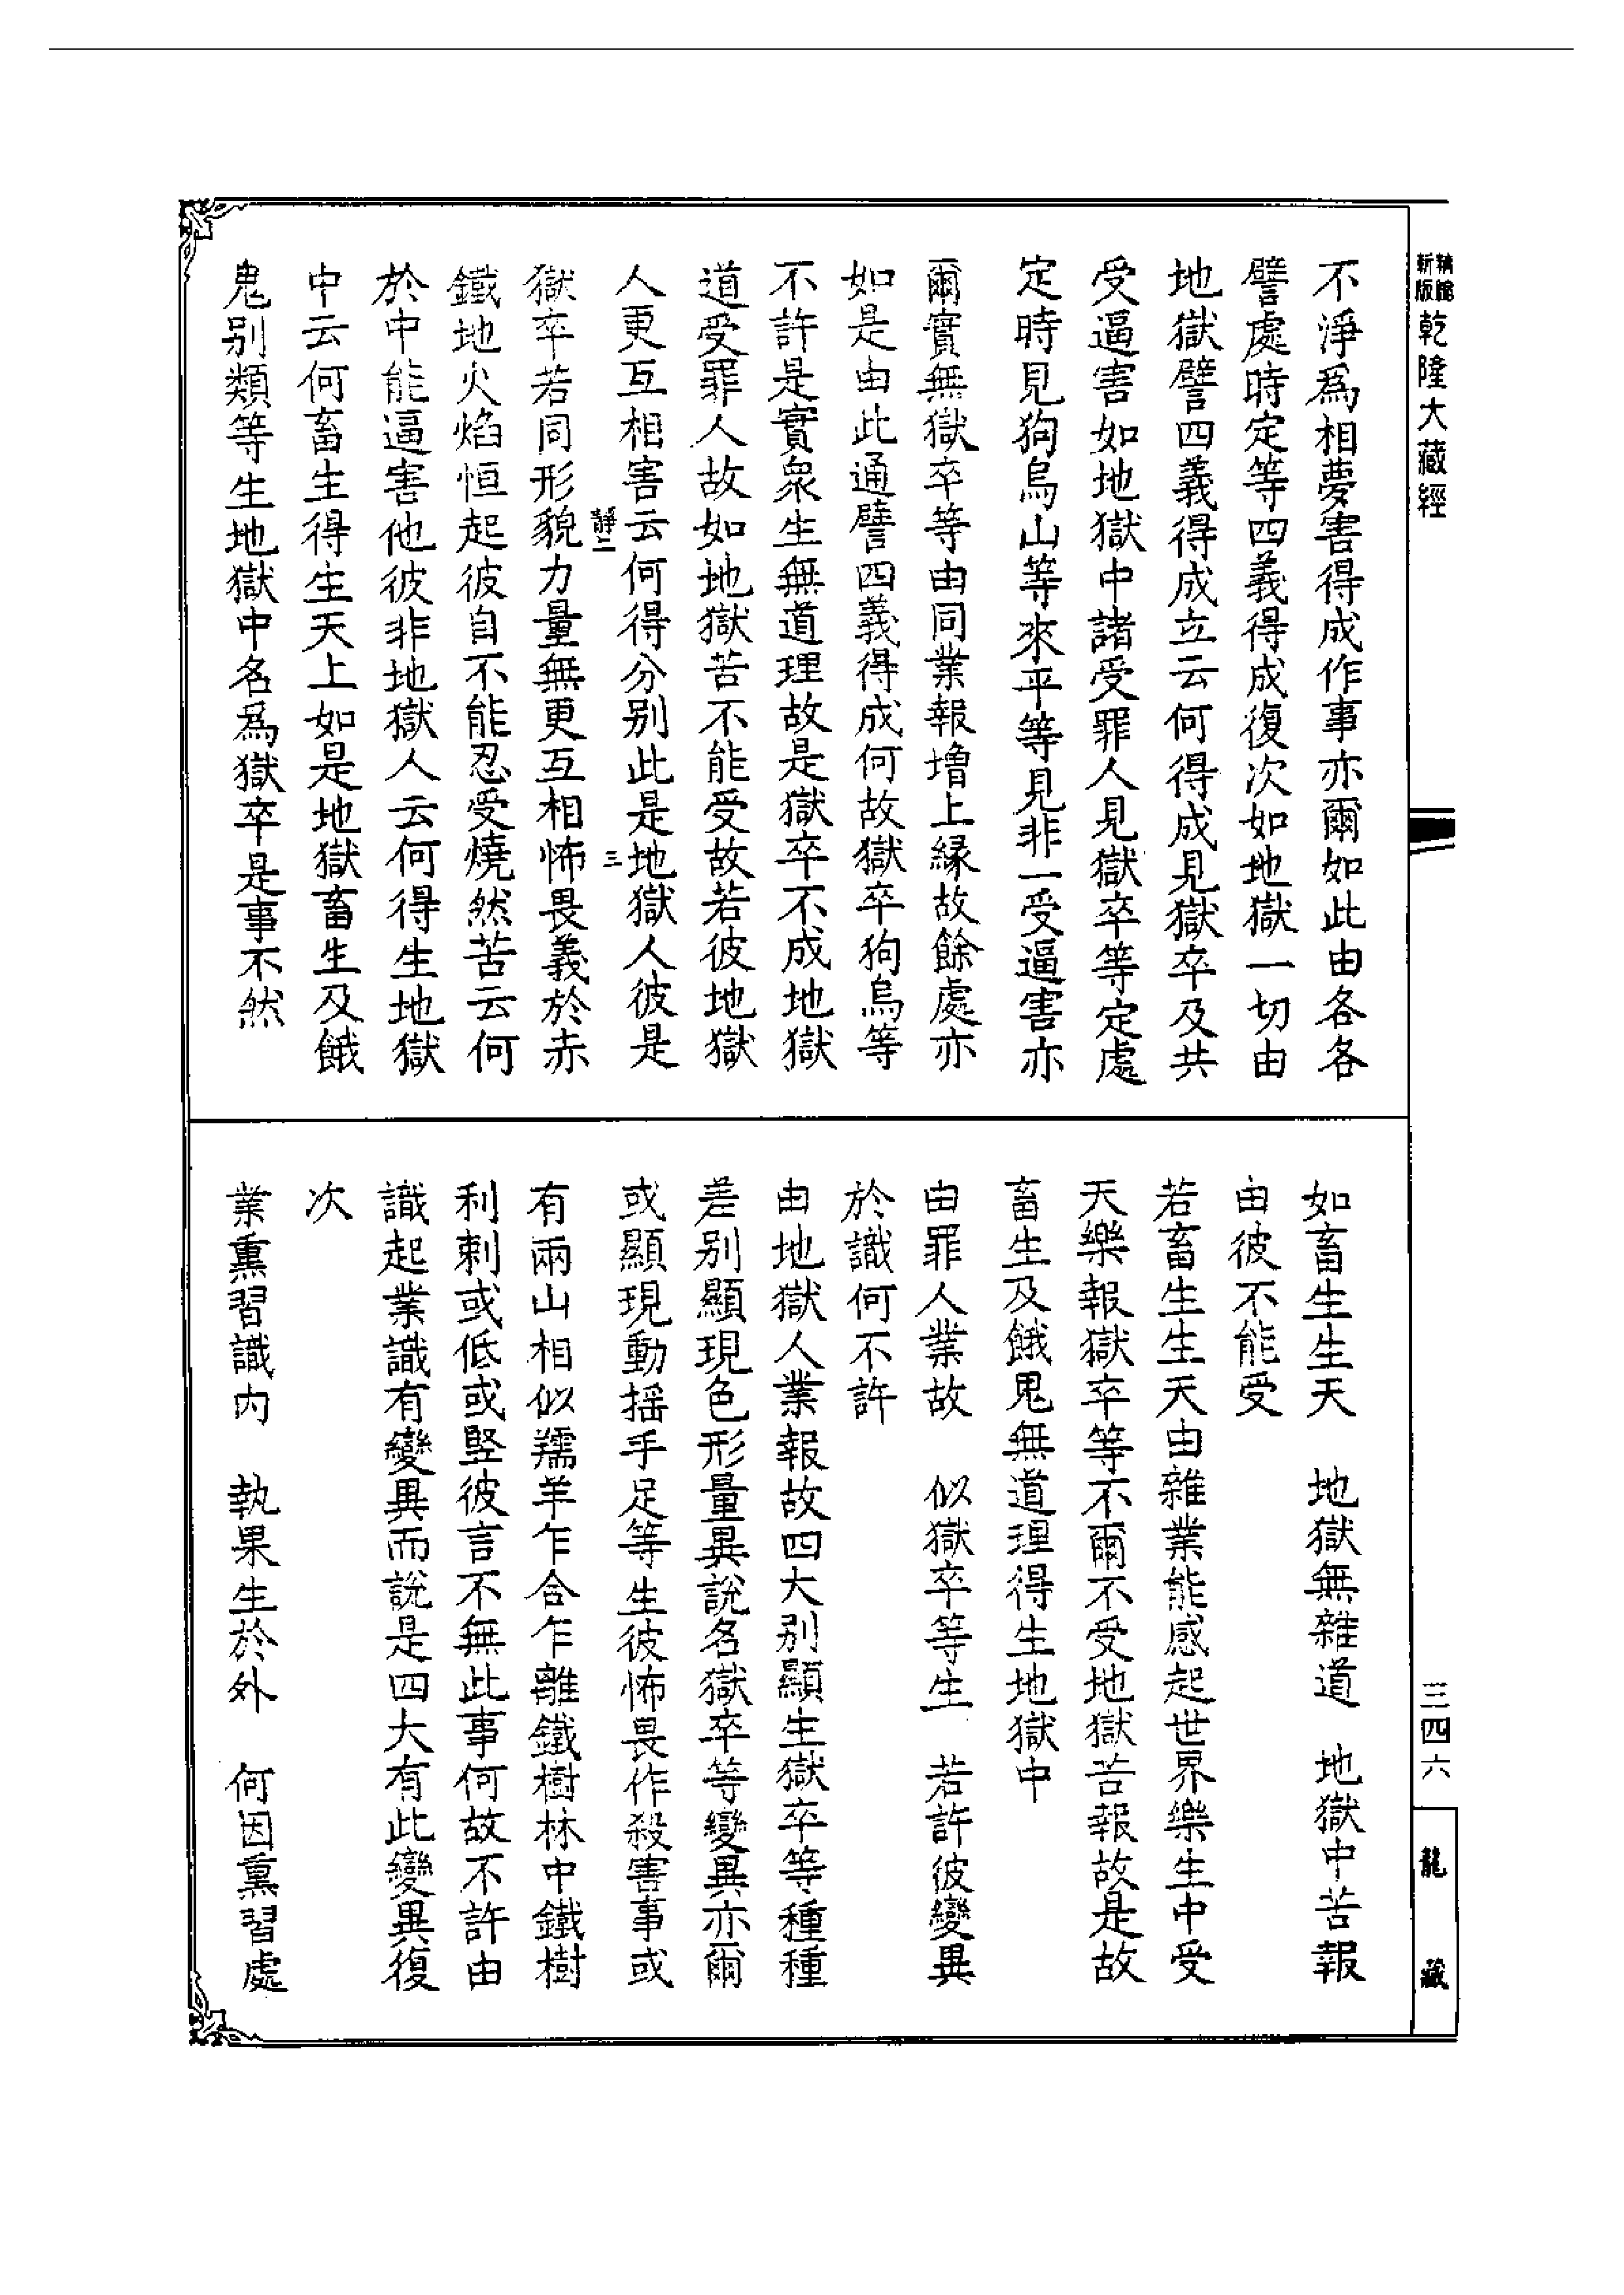 新版精縮乾隆大藏經
不淨爲相夢害得成作事亦爾如此由各各
譬處時定等四義得成復次如地獄一切由
地獄譬四義得成立云何得成見獄卒及共
受逼害如地獄中諸受罪人見獄卒等定處
定時見狗烏山等來平等見非一受逼害亦
爾實無獄卒等由同業報增上緣故餘處亦
如是由此通譬四義得成何故獄卒狗烏等
不許是實衆生無道理故是獄卒不成地獄
道受罪人故如地獄苦不能受故若彼地獄
人更互相害云何得分别此是地獄人彼是
靜二
三
獄卒若同形貌力量無更互相怖畏義於赤
鐵地火焰恒起彼自不能忍受燒然苦云何
於中能逼害他彼非地獄人云何得生地獄
中云何畜生得生天上如是地獄畜生及餓
鬼别類等生地獄中名爲獄卒是事不然
如畜生生天　地獄無雜道　地獄中苦報
由彼不能受
若畜生生天由雜業能感起世界樂生中受
天樂報獄卒等不爾不受地獄苦報故是故
畜生及餓鬼無道理得生地獄中
由罪人業故　似獄卒等生　若許彼變異
於識何不許
由地獄人業報故四大别顯生獄卒等種種
差别顯現色形量異說名獄卒等變異亦爾
或顯現動摇手足等生彼怖畏作殺害事或
有兩山相似羺羊乍合乍離鐵樹林中鐵樹
利刺或低或竪彼言不無此事何故不許由
識起業識有變異而說是四大有此變異復
次
業熏習識内　執果生於外　何因熏習處
三四六
龍藏